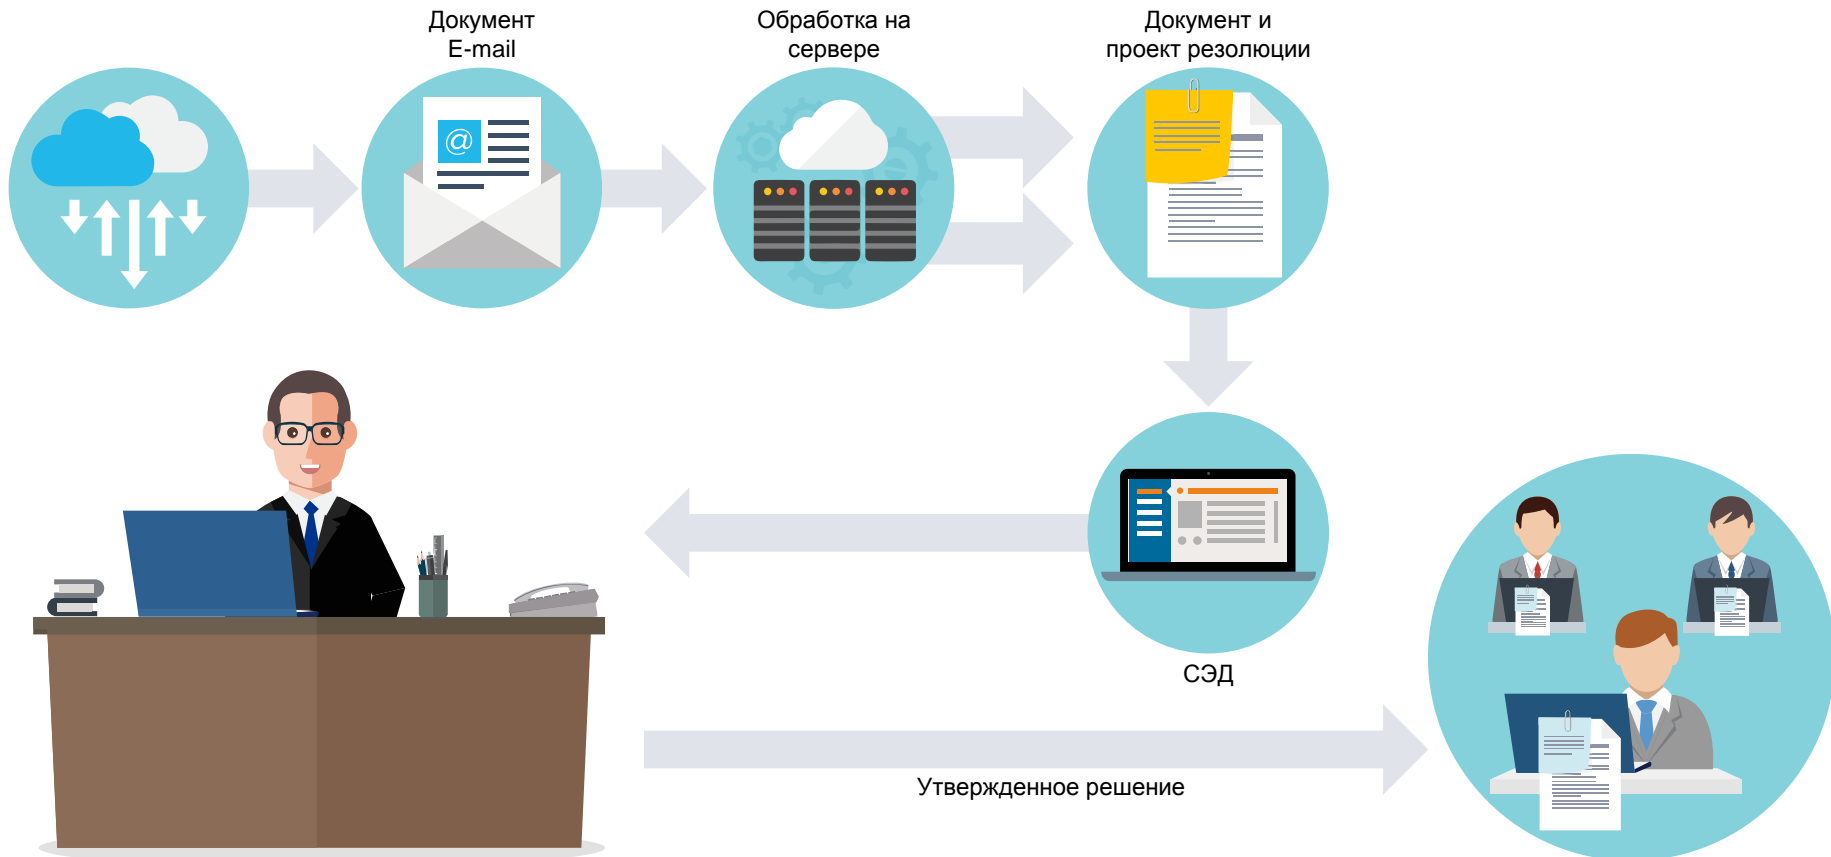 Документ
E-mail
Обработка на
сервере
Документ и
проект резолюции
@
СЭД
Утвержденное решение